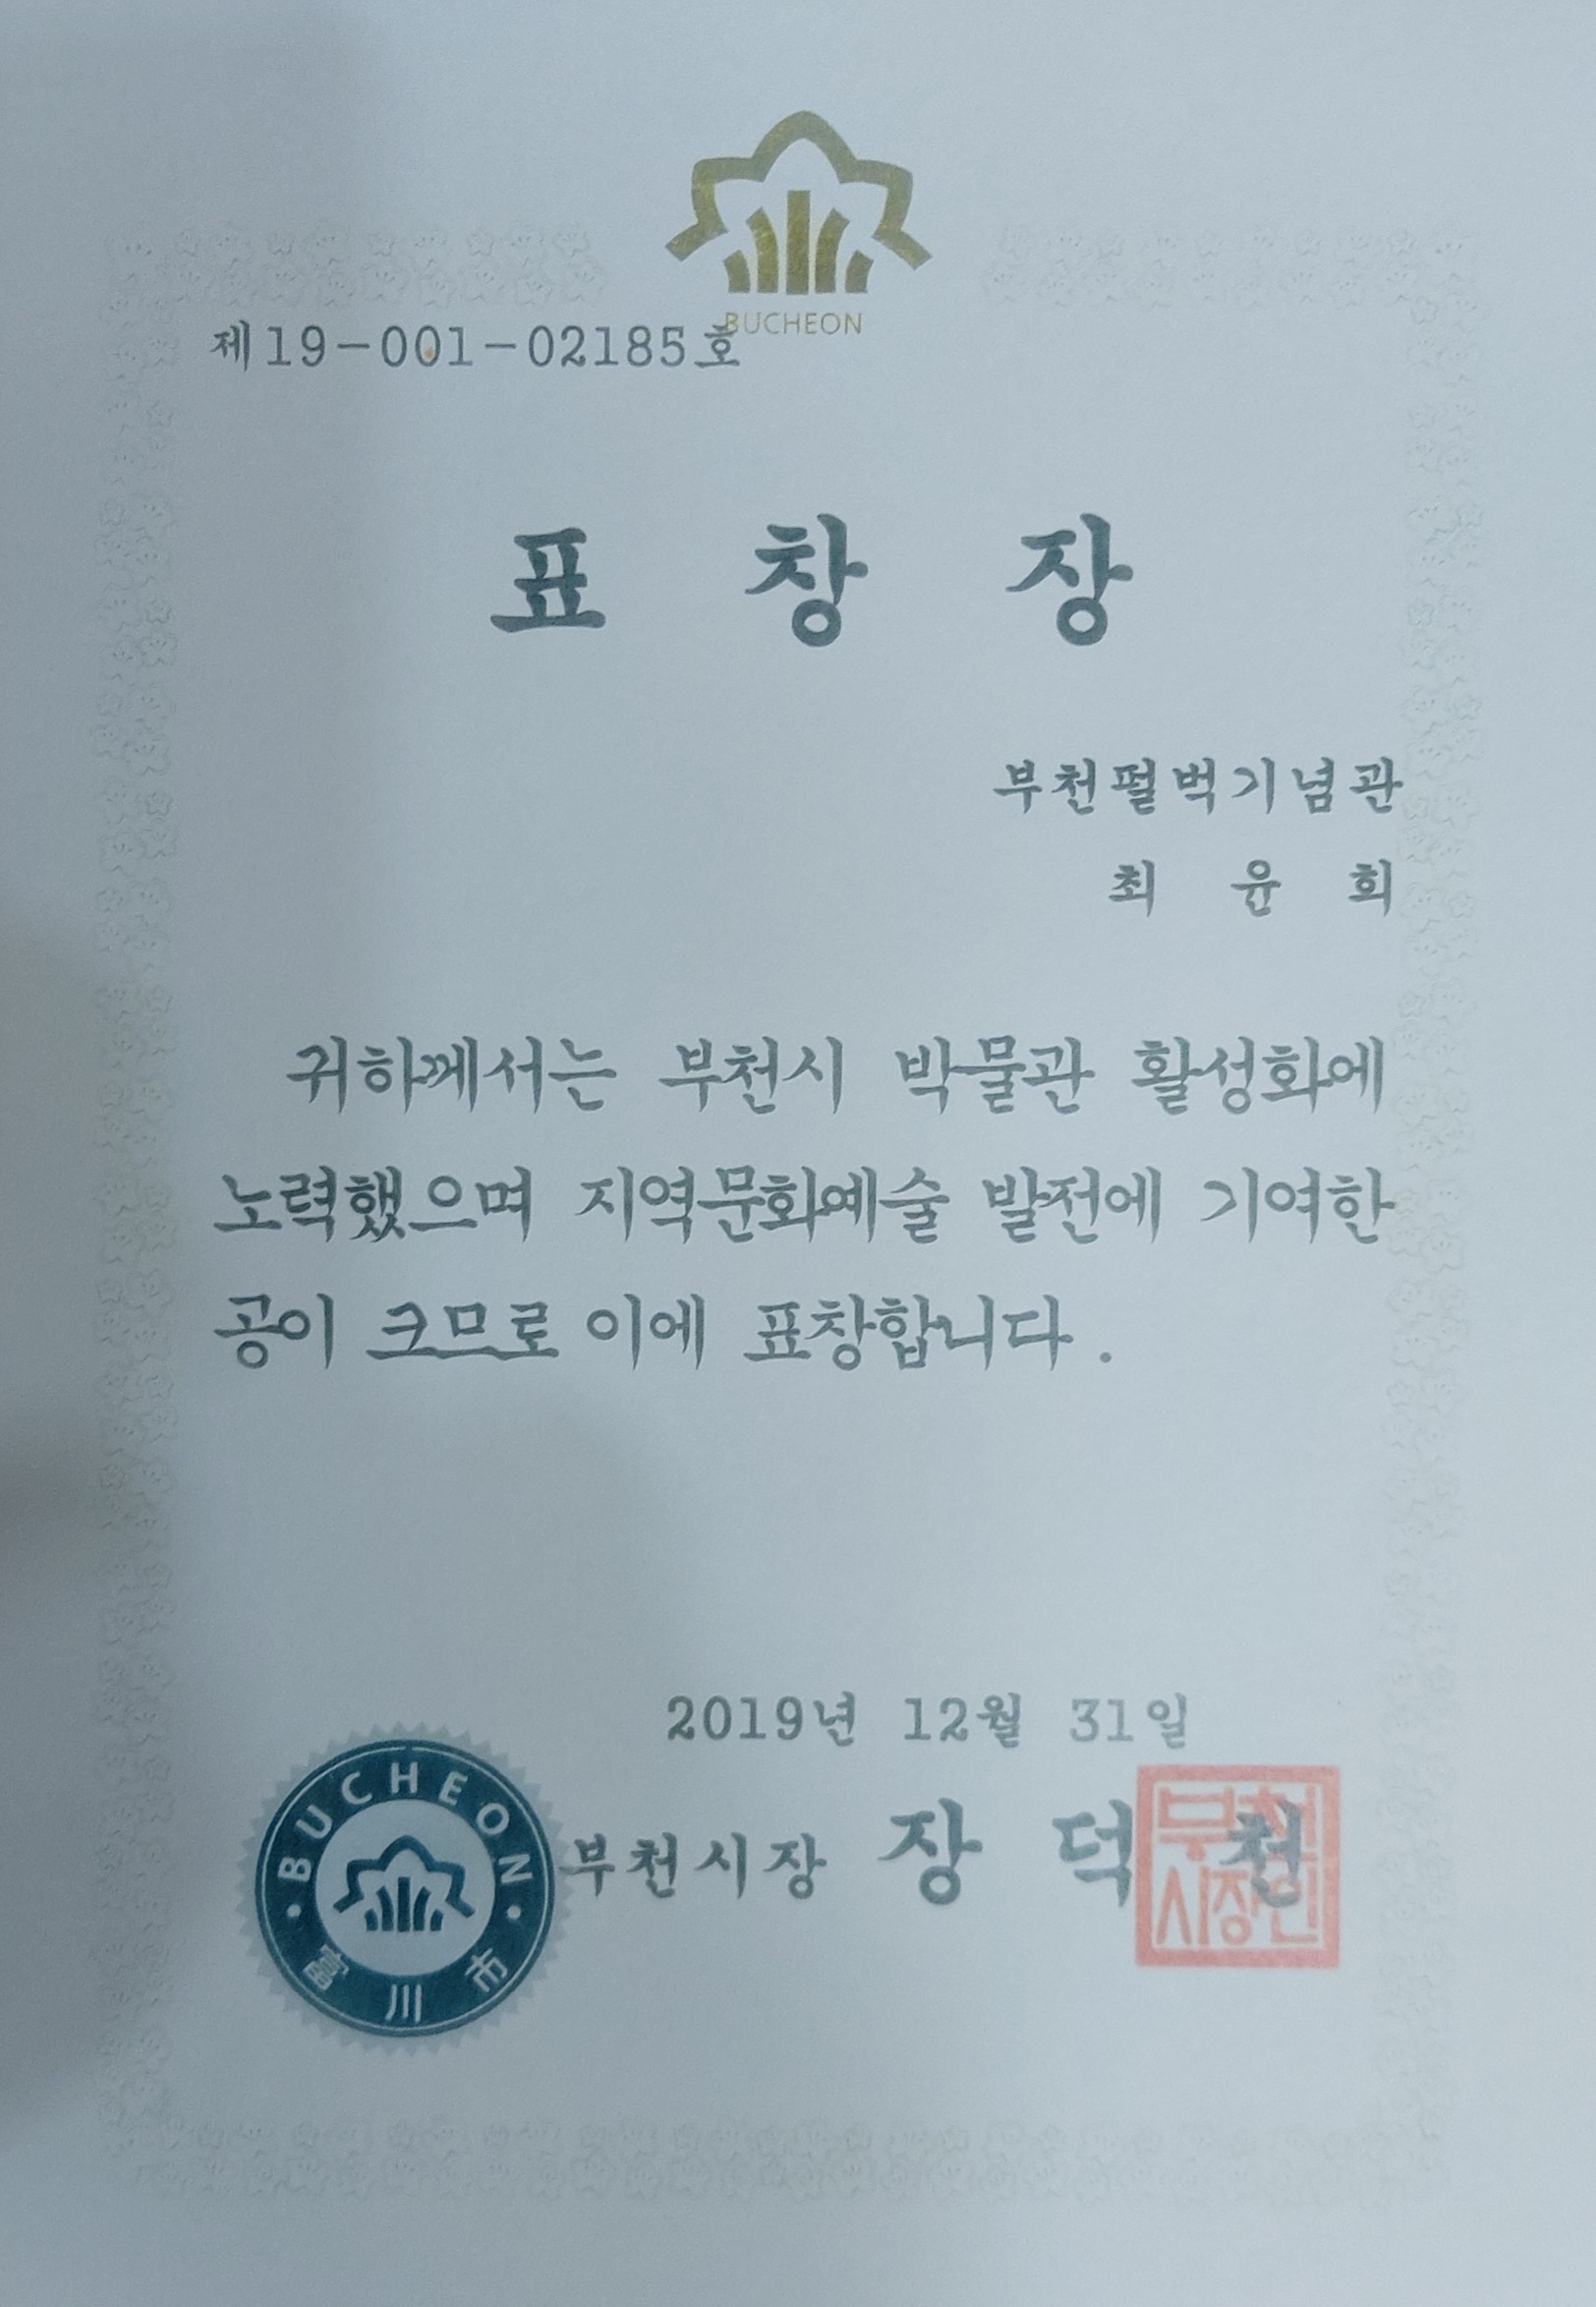 BUCHEON
제19-001-02185호
표 창 장
부천펄벅기념관
최 윤 희
귀하께서는 부천시 박물관 활성화에
노력했으며 지역문화예술 발전에 기여한
공이 크므로 이에 표창합니다.
2019년 12월 31일
부천시장 장 덕 천
부천
시장인
BUCHEON
富川市